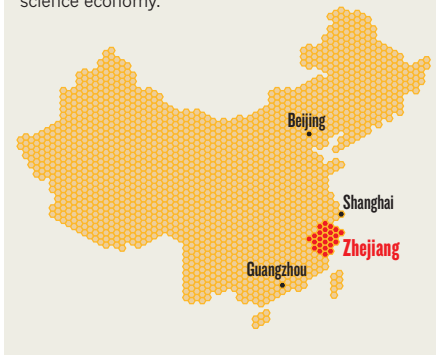 science economy.
Beijing
Shanghai
Zhejiang
Guangzhou